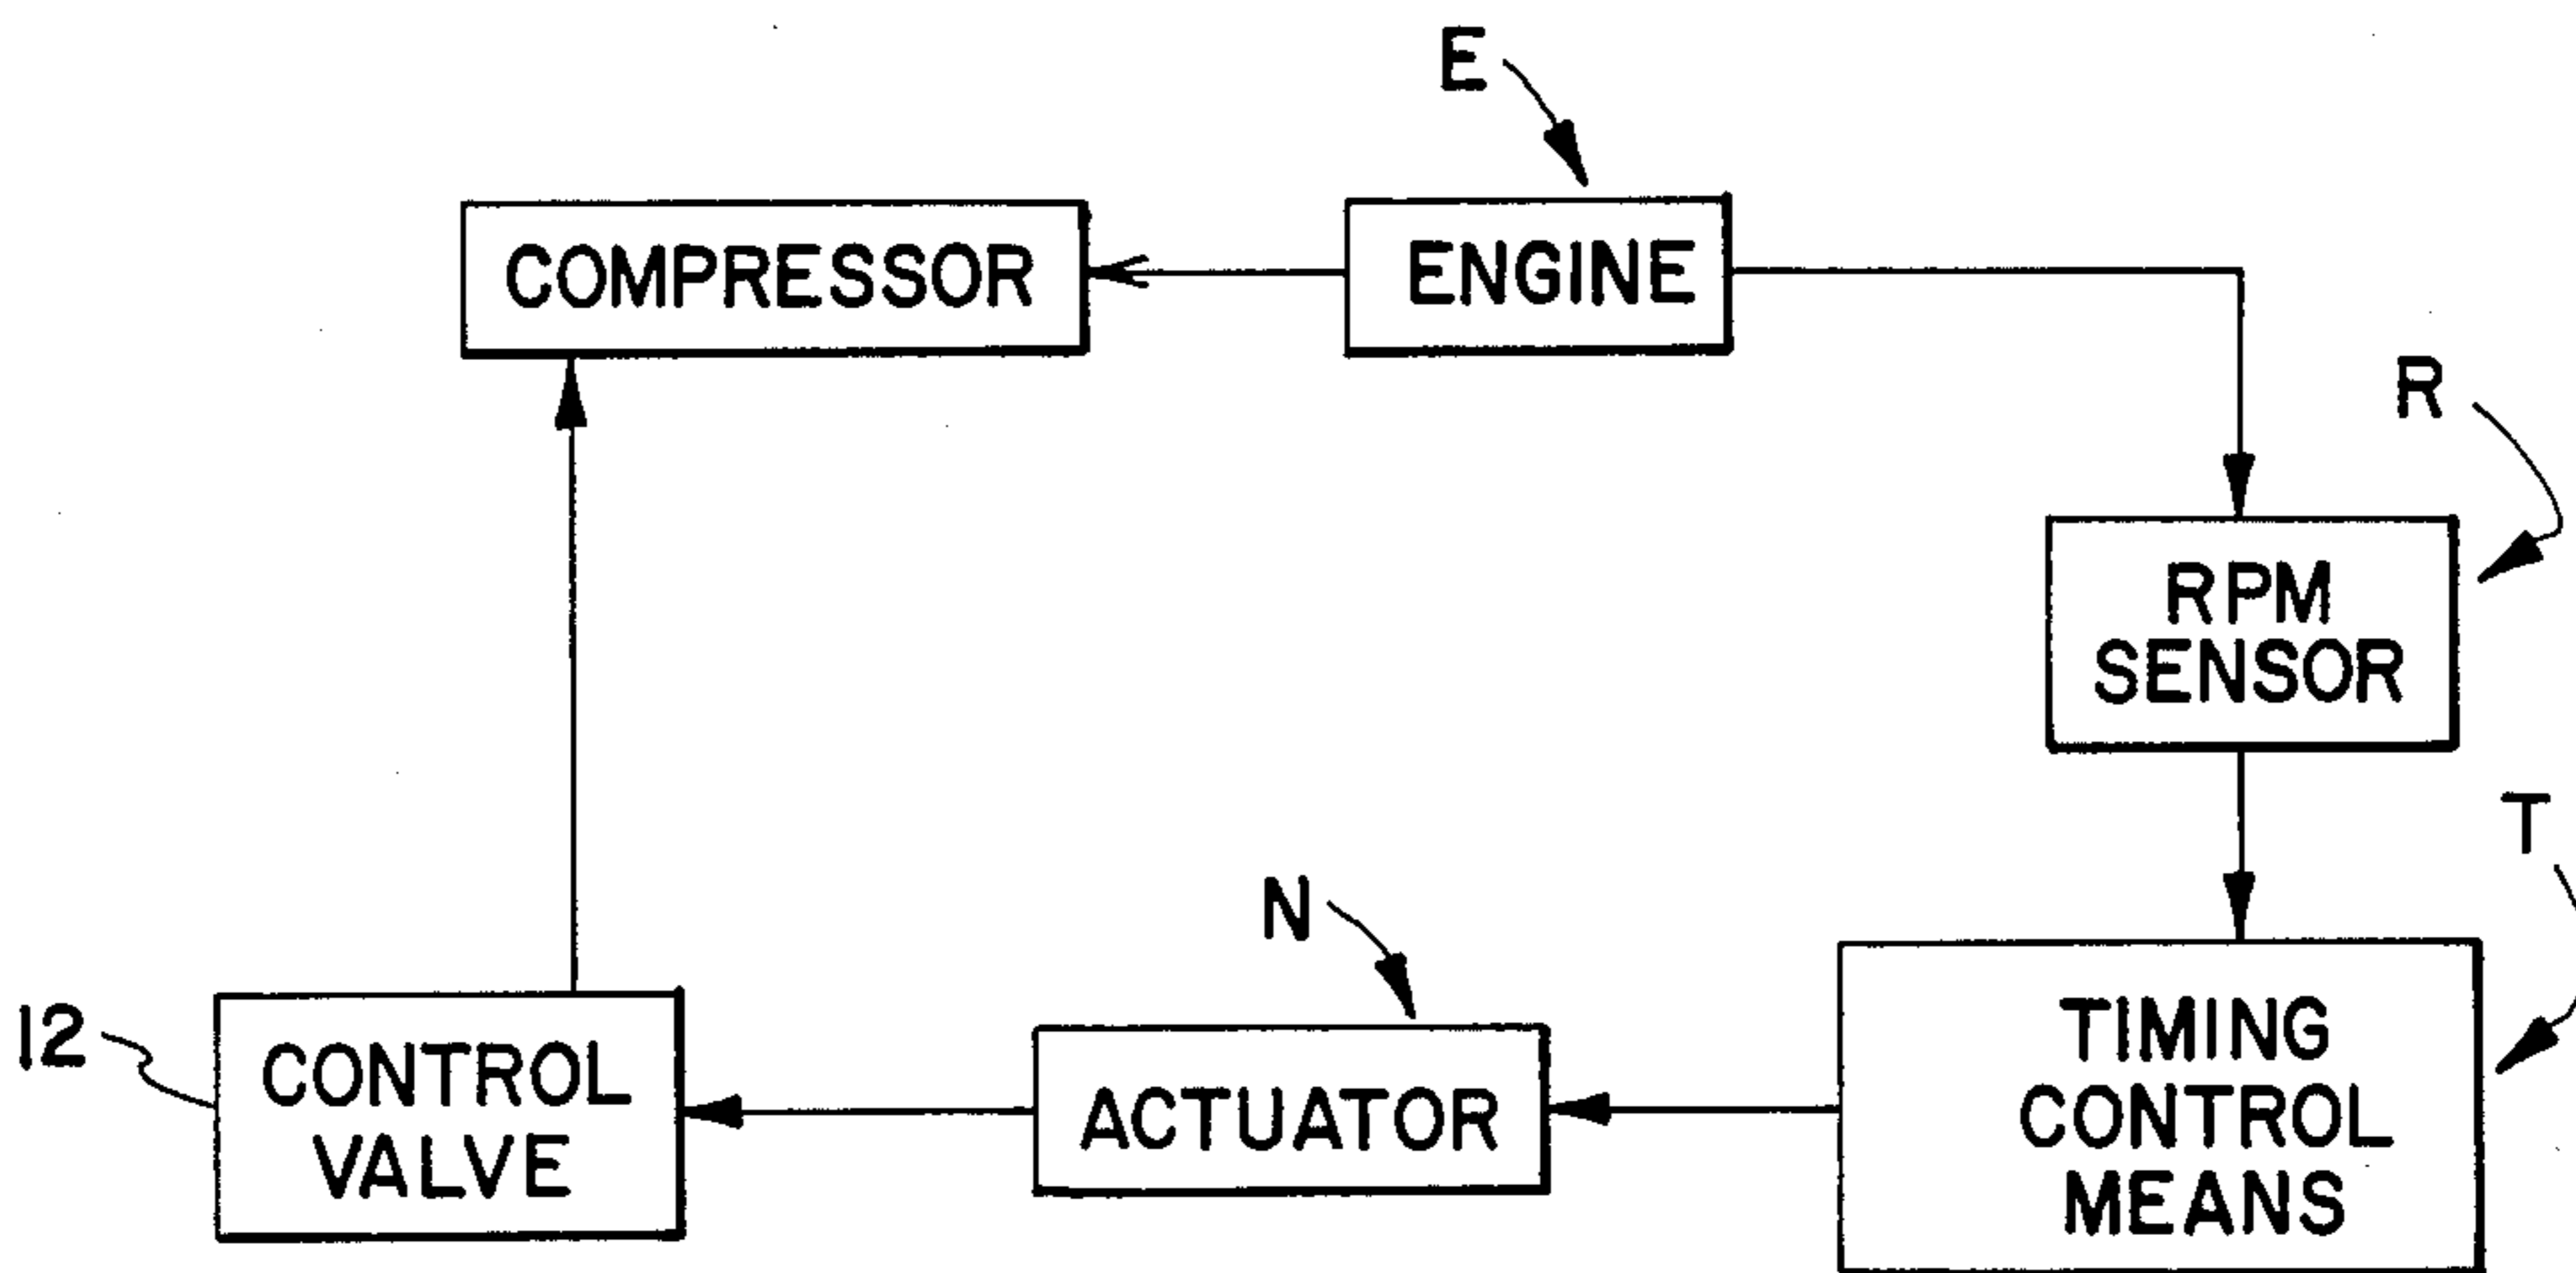 E
COMPRESSOR
ENGINE
R
RPM
SENSOR
T
N
12
CONTROL
VALVE
ACTUATOR
TIMING
CONTROL
MEANS